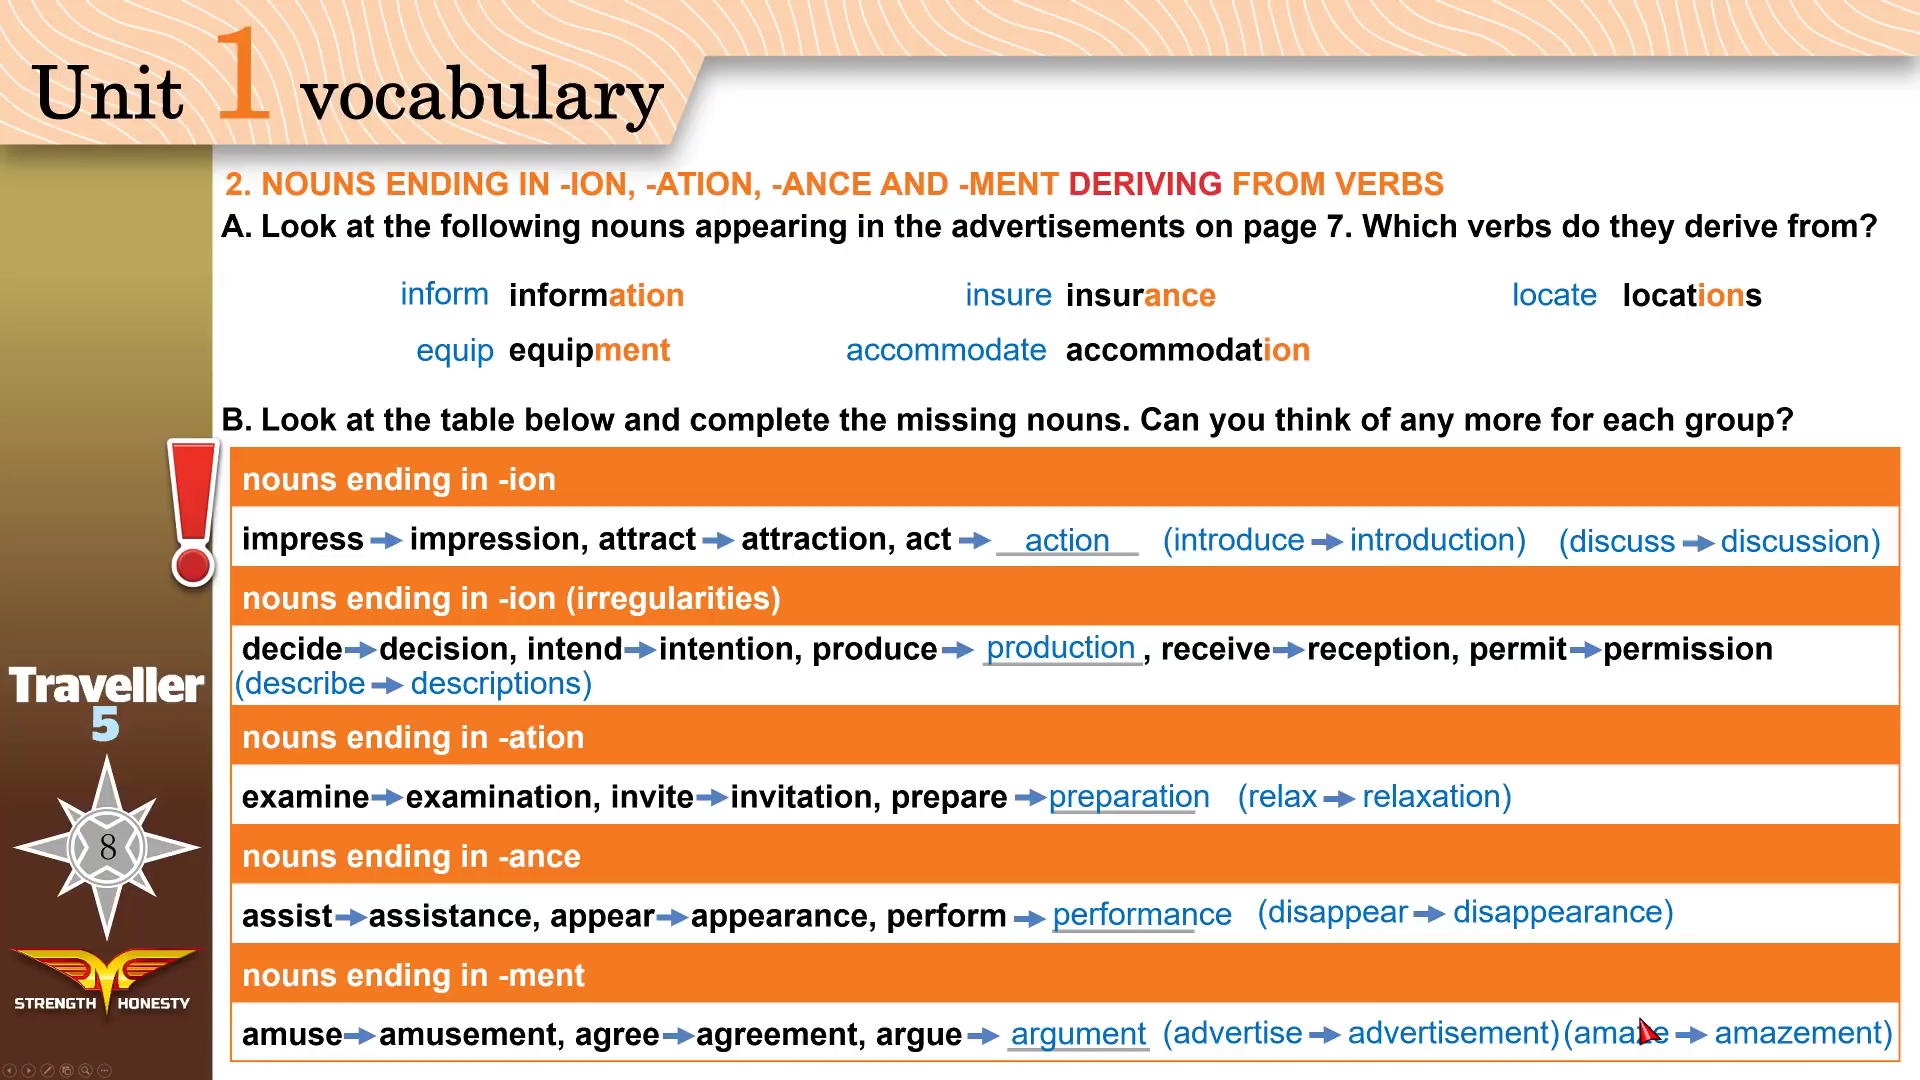 Unit 1 vocabulary
2. NOUNS ENDING IN -ION, -ATION, -ANCE AND -MENT DERIVING FROM VERBS
A. Look at the following nouns appearing in the advertisements on page 7. Which verbs do they derive from?
inform information insure insurance locate locations
equip equipment accommodate accommodation
B. Look at the table below and complete the missing nouns. Can you think of any more for each group?
nouns ending in -ion
impress → impression, attract → attraction, act → action (introduce → introduction) (discuss → discussion)
nouns ending in -ion (irregularities)
decide → decision, intend → intention, produce → production, receive → reception, permit → permission
(describe → descriptions)
nouns ending in -ation
examine → examination, invite → invitation, prepare → preparation (relax → relaxation)
nouns ending in -ance
assist → assistance, appear → appearance, perform → performance (disappear → disappearance)
nouns ending in -ment
amuse → amusement, agree → agreement, argue → argument (advertise → advertisement) (amaze → amazement)
Traveller
5
8
STRENGTH HONESTY